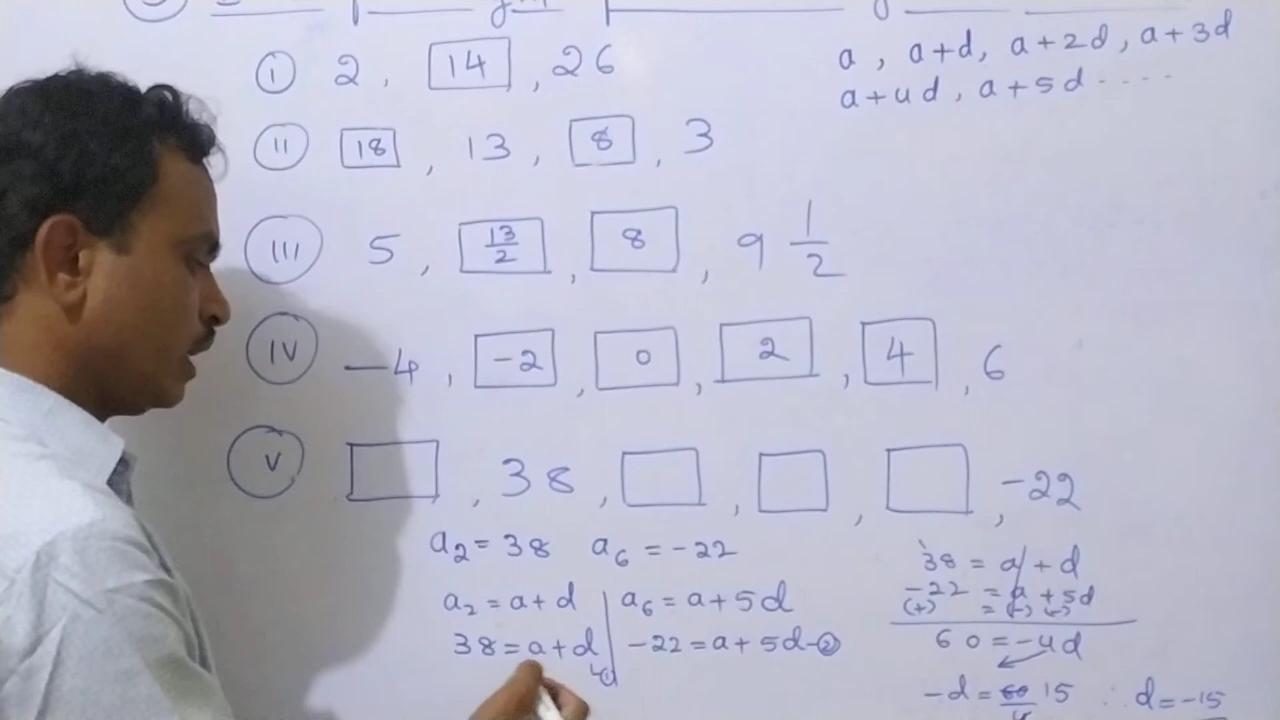 (i) 2, 14, 26
(ii) 18, 13, 8, 3
(iii) 5, 13/2, 8, 9 1/2
(iv) -4, -2, 0, 2, 4, 6
(v) , 38, , , , -22
a, a+d, a+2d, a+3d
a+4d, a+5d ....
a₂ = 38 a₆ = -22
a₂ = a+d
38 = a+d -①
a₆ = a+5d
-22 = a+5d -②
38 = a + d
-22 = a + 5d
(+) = (-) (-)
60 = -4d
-d = 60/4 15 ∴ d = -15